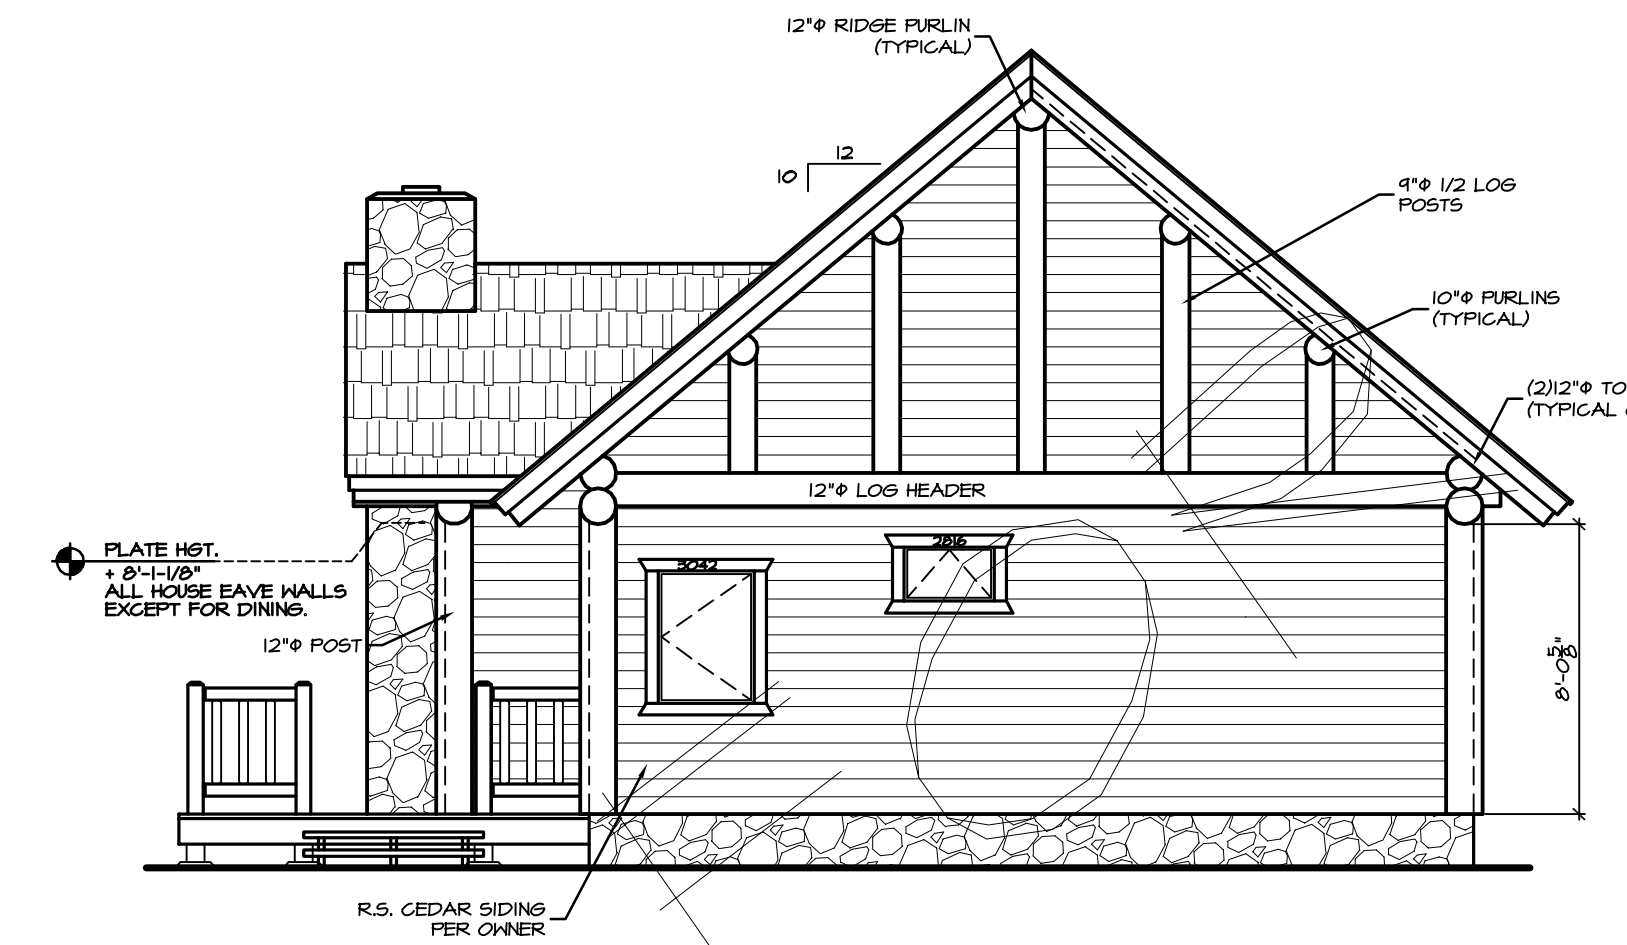 12"Φ RIDGE PURLIN
(TYPICAL)
12
10
9"Φ 1/2 LOG
POSTS
10"Φ PURLINS
(TYPICAL)
(2)12"Φ TO
(TYPICAL
12"Φ LOG HEADER
PLATE HGT.
+ 8'-1-1/8"
ALL HOUSE EAVE WALLS
EXCEPT FOR DINING.
2816
3042
12"Φ POST
8'-0 5/8"
R.S. CEDAR SIDING
PER OWNER